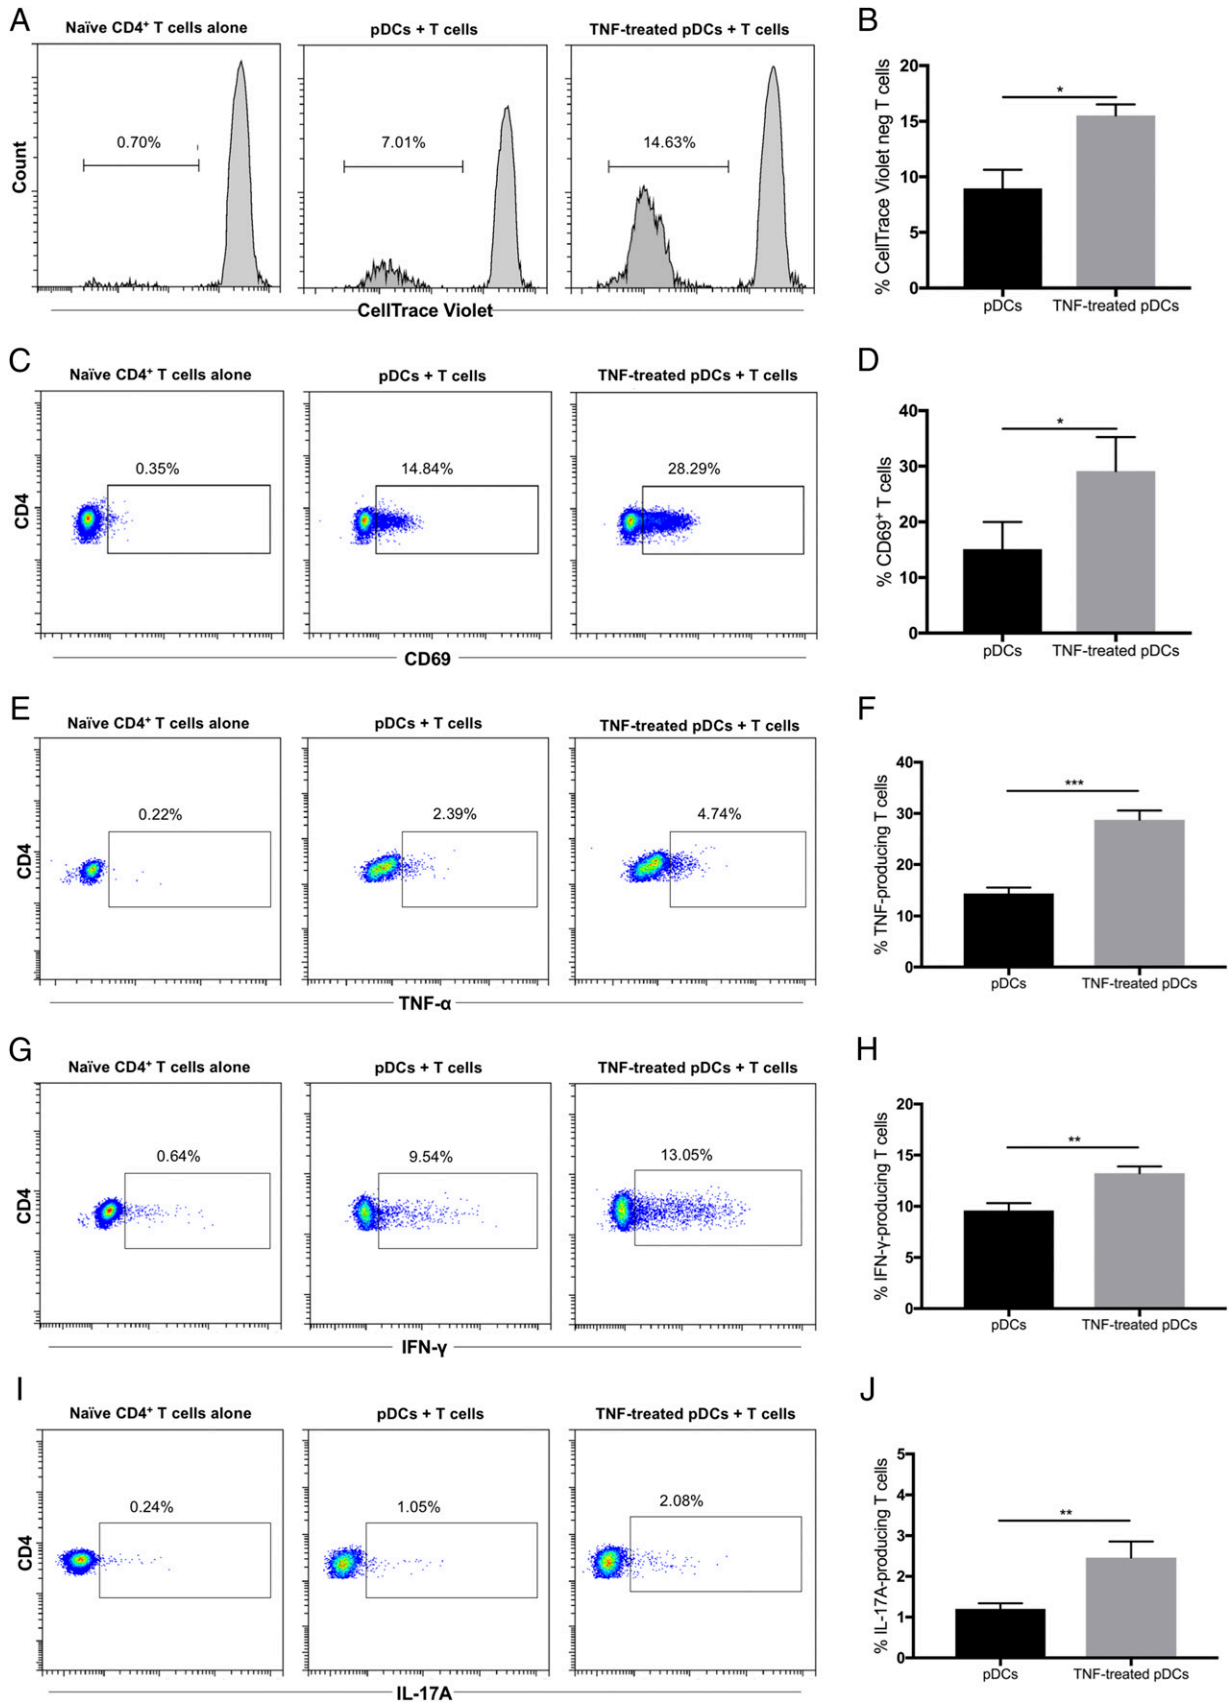 A
Naïve CD4⁺ T cells alone
pDCs + T cells
TNF-treated pDCs + T cells
Count
0.70%
7.01%
14.63%
CellTrace Violet
B
% CellTrace Violet neg T cells
20
15
10
5
0
*
pDCs
TNF-treated pDCs
C
Naïve CD4⁺ T cells alone
pDCs + T cells
TNF-treated pDCs + T cells
CD4
0.35%
14.84%
28.29%
CD69
D
% CD69⁺ T cells
40
30
20
10
0
*
pDCs
TNF-treated pDCs
E
Naïve CD4⁺ T cells alone
pDCs + T cells
TNF-treated pDCs + T cells
CD4
0.22%
2.39%
4.74%
TNF-α
F
% TNF-producing T cells
40
30
20
10
0
***
pDCs
TNF-treated pDCs
G
Naïve CD4⁺ T cells alone
pDCs + T cells
TNF-treated pDCs + T cells
CD4
0.64%
9.54%
13.05%
IFN-γ
H
% IFN-γ-producing T cells
20
15
10
5
0
**
pDCs
TNF-treated pDCs
I
Naïve CD4⁺ T cells alone
pDCs + T cells
TNF-treated pDCs + T cells
CD4
0.24%
1.05%
2.08%
IL-17A
J
% IL-17A-producing T cells
5
4
3
2
1
0
**
pDCs
TNF-treated pDCs